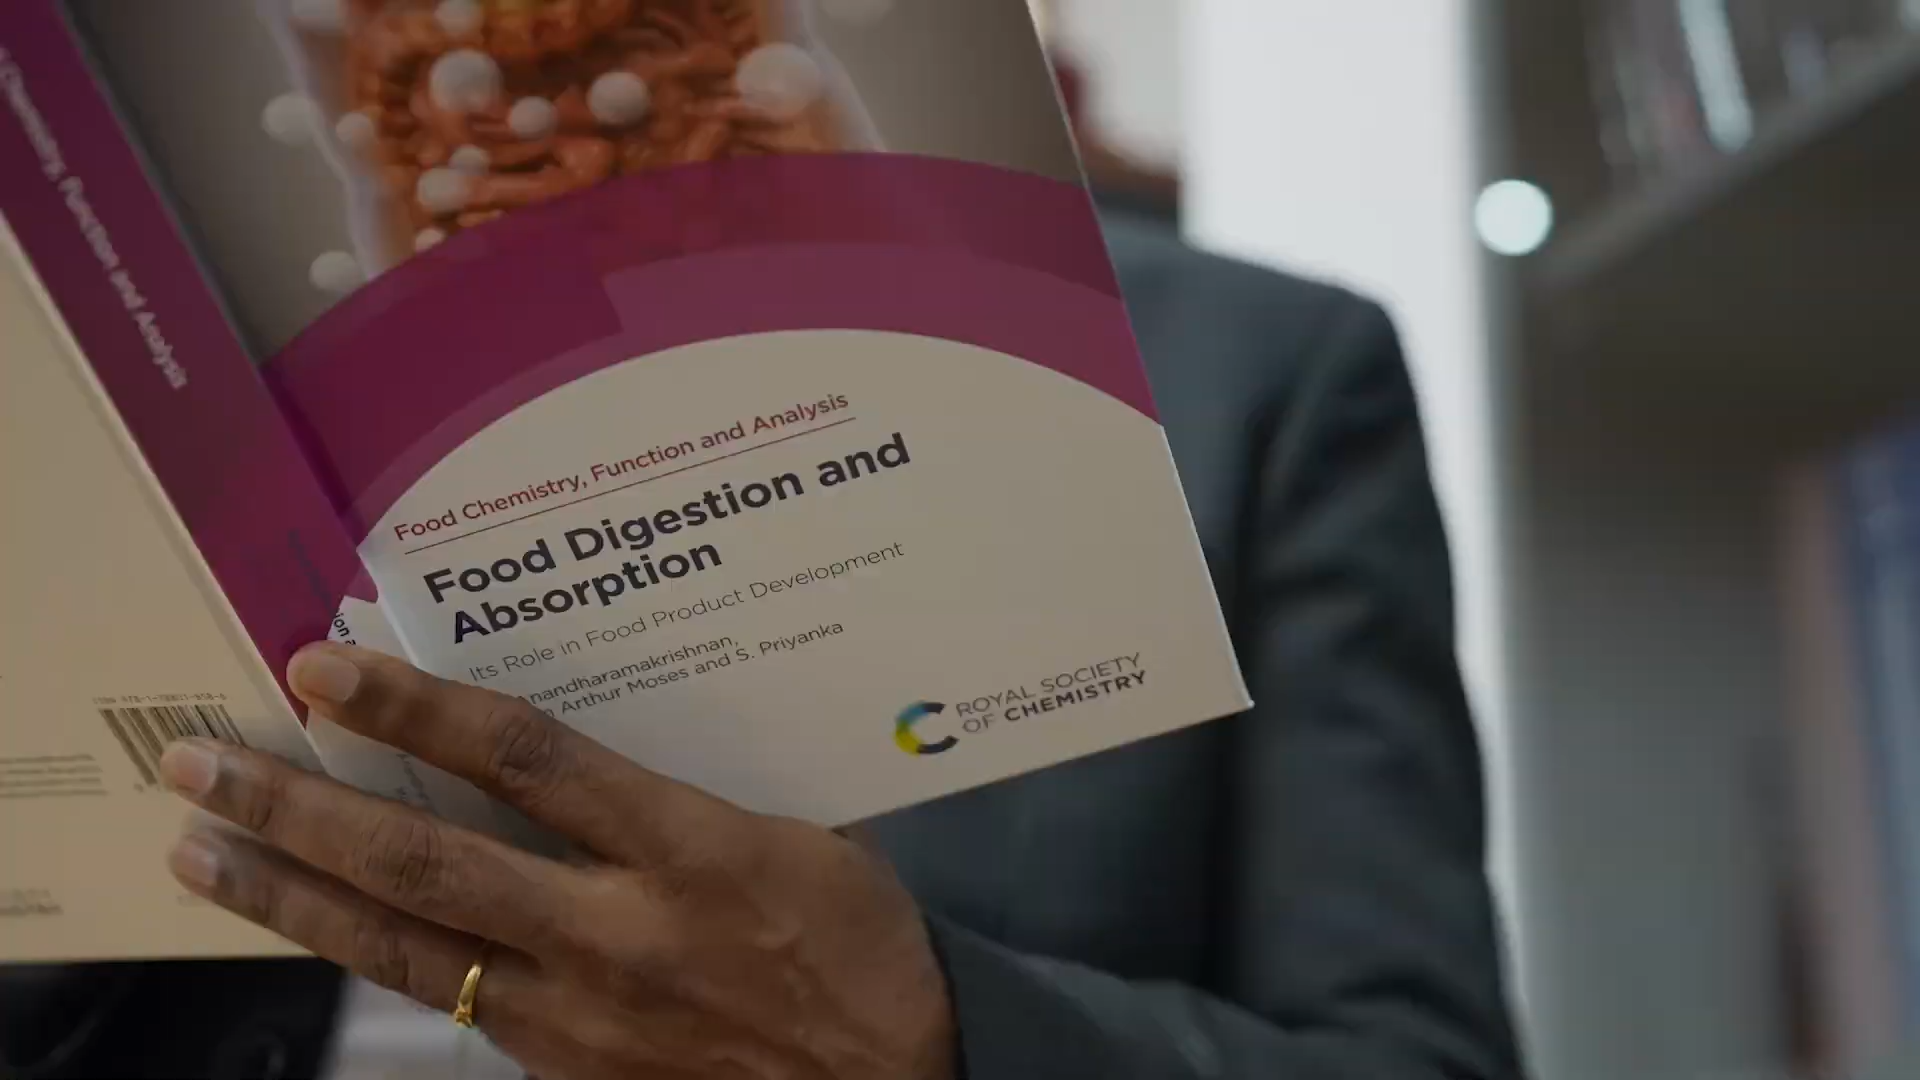 Chemistry, Function and Analysis
Food Chemistry, Function and Analysis
Food Digestion and
Absorption
Its Role in Food Product Development
nandharamakrishnan,
Arthur Moses and S. Priyanka
ROYAL SOCIETY
OF CHEMISTRY